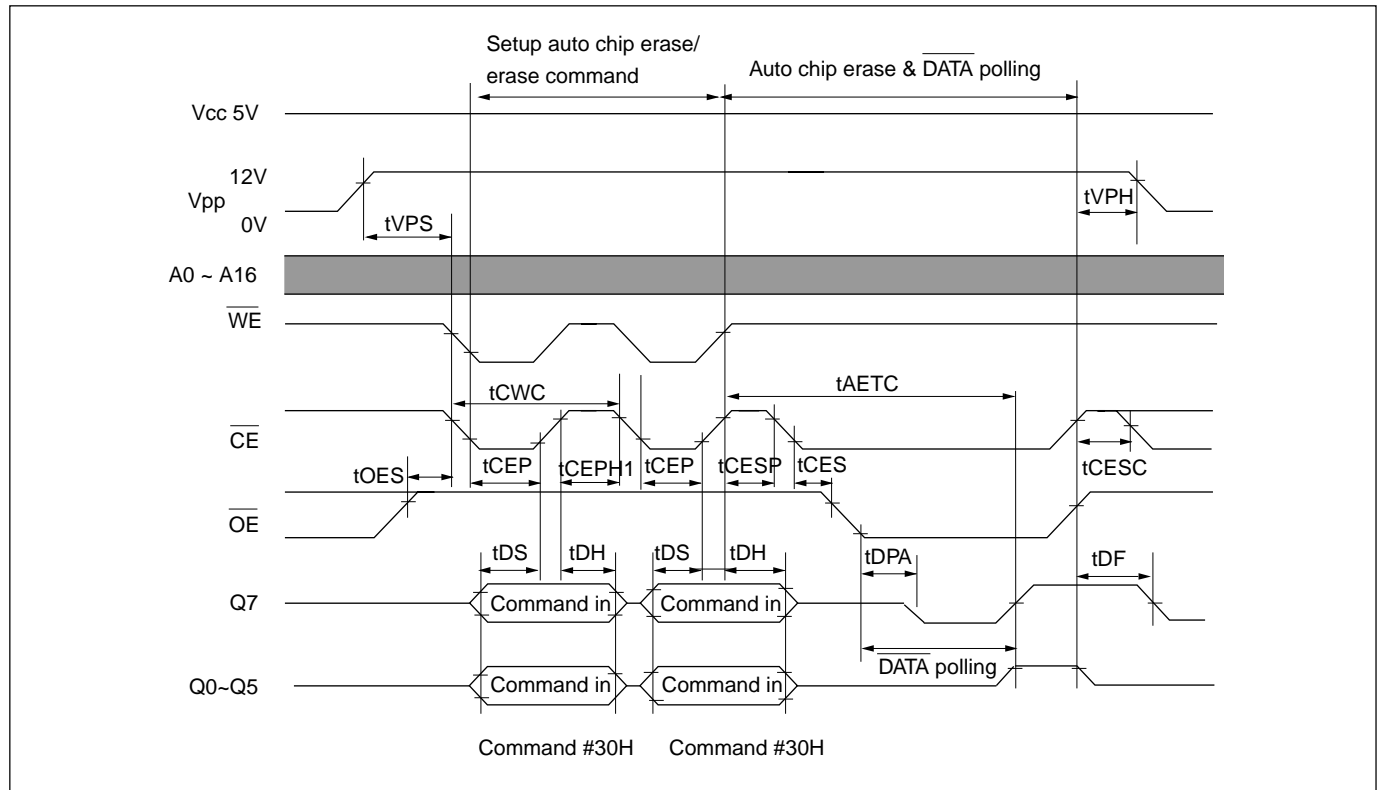 Setup auto chip erase/
erase command
Auto chip erase & DATA polling
Vcc 5V
12V
Vpp
0V
tVPS
tVPH
A0 ~ A16
WE
tCWC
tAETC
CE
tOES
tCEP
tCEPH1
tCEP
tCESP
tCES
tCESC
OE
tDS
tDH
tDS
tDH
tDPA
tDF
Q7
Command in
Command in
DATA polling
Q0~Q5
Command in
Command in
Command #30H
Command #30H